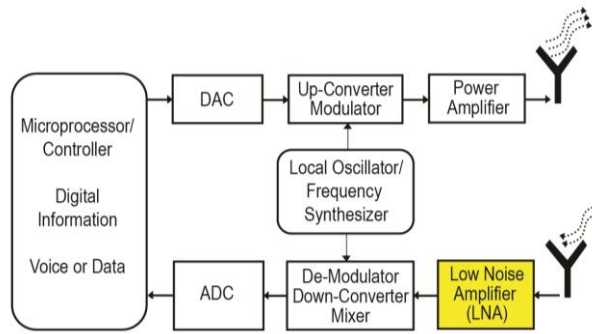 Microprocessor/
Controller
Digital
Information
Voice or Data
DAC
Up-Converter
Modulator
Power
Amplifier
Local Oscillator/
Frequency
Synthesizer
ADC
De-Modulator
Down-Converter
Mixer
Low Noise
Amplifier
(LNA)